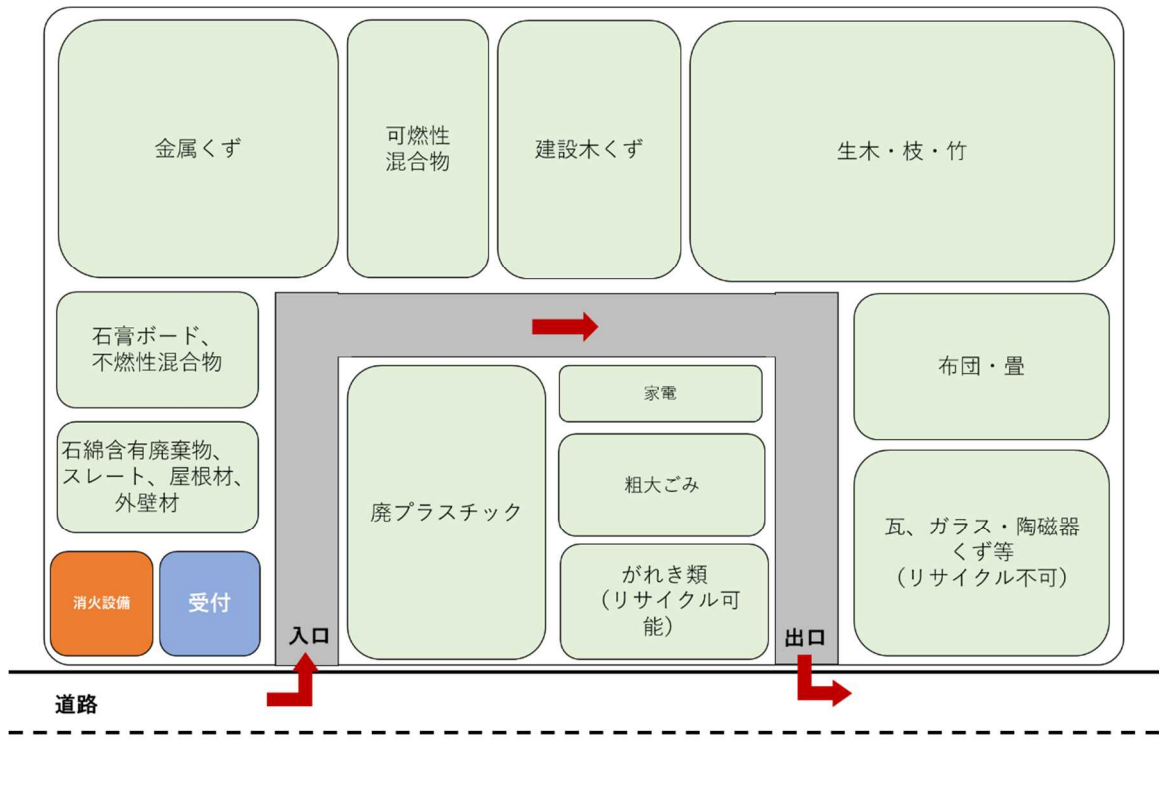 金属くず
可燃性
混合物
建設木くず
生木・枝・竹
石膏ボード、
不燃性混合物
石綿含有廃棄物、
スレート、屋根材、
外壁材
消火設備
受付
入口
廃プラスチック
家電
粗大ごみ
がれき類
（リサイクル可
能）
出口
布団・畳
瓦、ガラス・陶磁器
くず等
（リサイクル不可）
道路